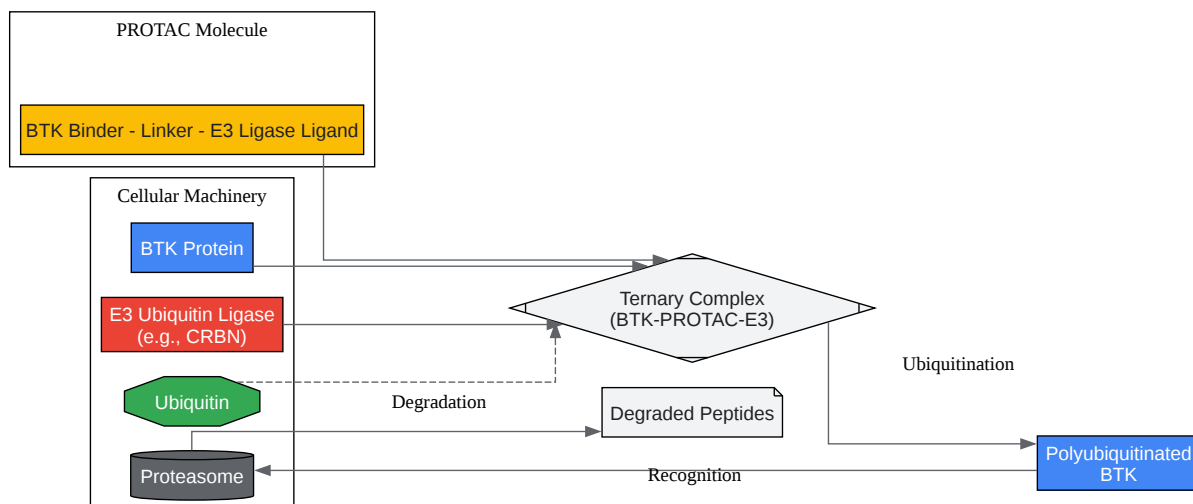 PROTAC Molecule
BTK Binder - Linker - E3 Ligase Ligand
Cellular Machinery
BTK Protein
E3 Ubiquitin Ligase
(e.g., CRBN)
Ternary Complex
(BTK-PROTAC-E3)
Ubiquitination
Ubiquitin
Degradation
Degraded Peptides
Proteasome
Recognition
Polyubiquitinated
BTK